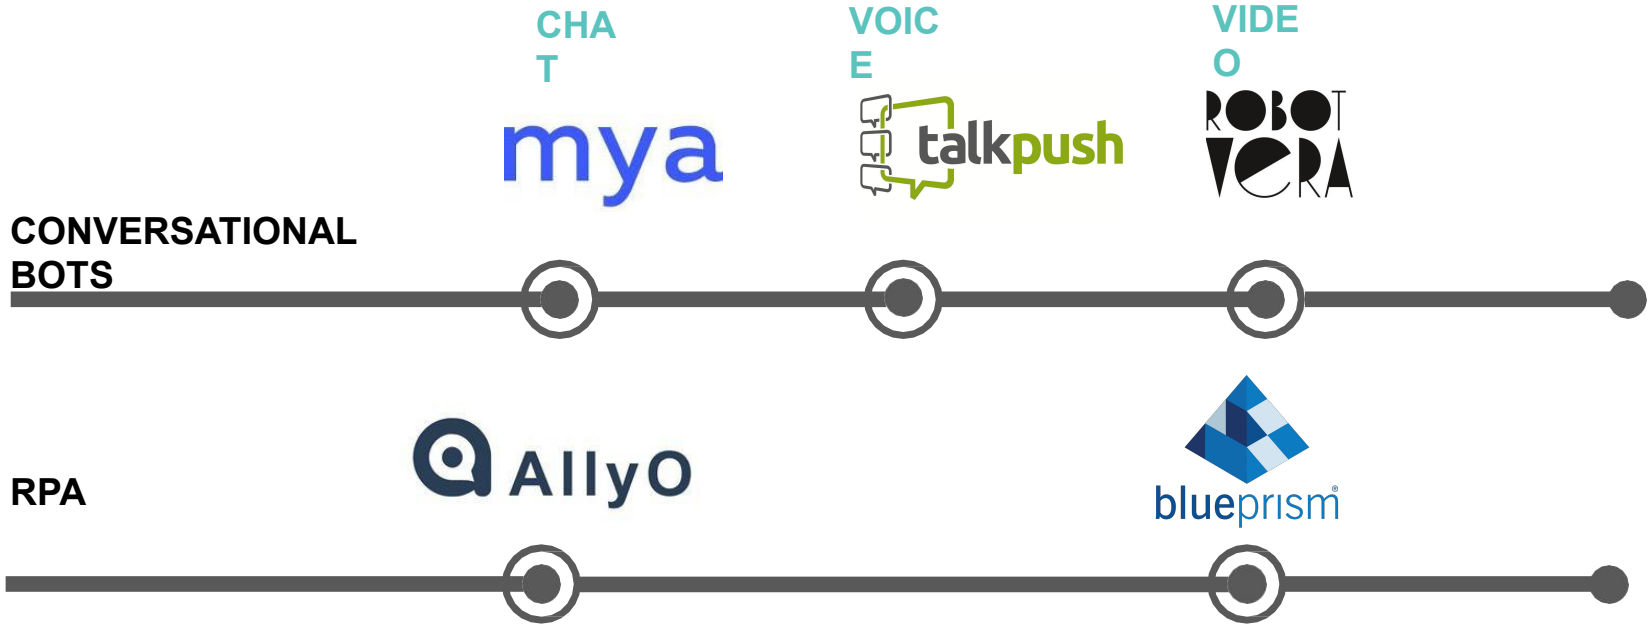 CHA
T
VOIC
E
VIDE
O
mya
talkpush
ROBOT
VERA
CONVERSATIONAL
BOTS
AllyO
RPA
blueprism®